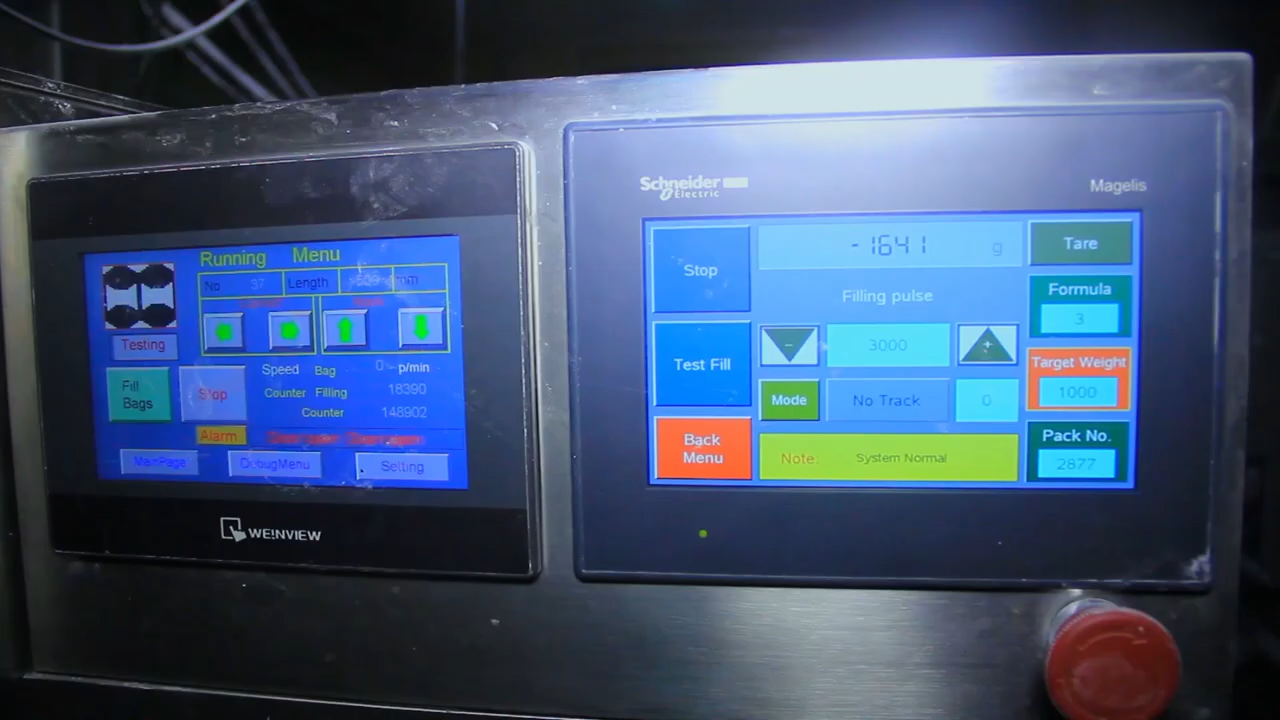 Running Menu
No 37 Length 509 mm
Testing
Speed Bag 0 p/min
Fill Bags
Stop
Counter Filling 18390
Counter 148902
Alarm
MainPage
DebugMenu
Setting
WEINVIEW
Schneider Electric
Magelis
Stop
-1641 g
Tare
Filling pulse
Formula
3
Test Fill
- 3000 +
Target Weight
1000
Mode
No Track
0
Back Menu
Note: System Normal
Pack No.
2877